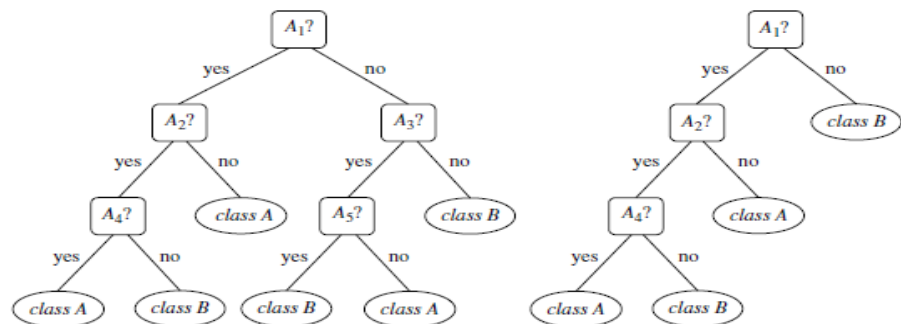 A₁? A₁?
yes no yes no
A₂? A₃? A₂? class B
yes no yes no yes no
A₄? class A A₅? class B A₄? class A
yes no yes no yes no
class A class B class B class A class A class B